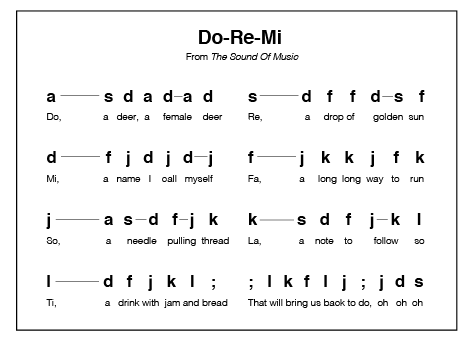 Do-Re-Mi
From The Sound Of Music
a — s d a d–a d s — d f f d–s f
Do, a deer, a female deer Re, a drop of golden sun
d — f j d j d–j f — j k k j f k
Mi, a name I call myself Fa, a long long way to run
j — a s–d f–j k k — s d f j–k l
So, a needle pulling thread La, a note to follow so
l — d f j k l ; ; l k f l j ; j d s
Ti, a drink with jam and bread That will bring us back to do, oh oh oh